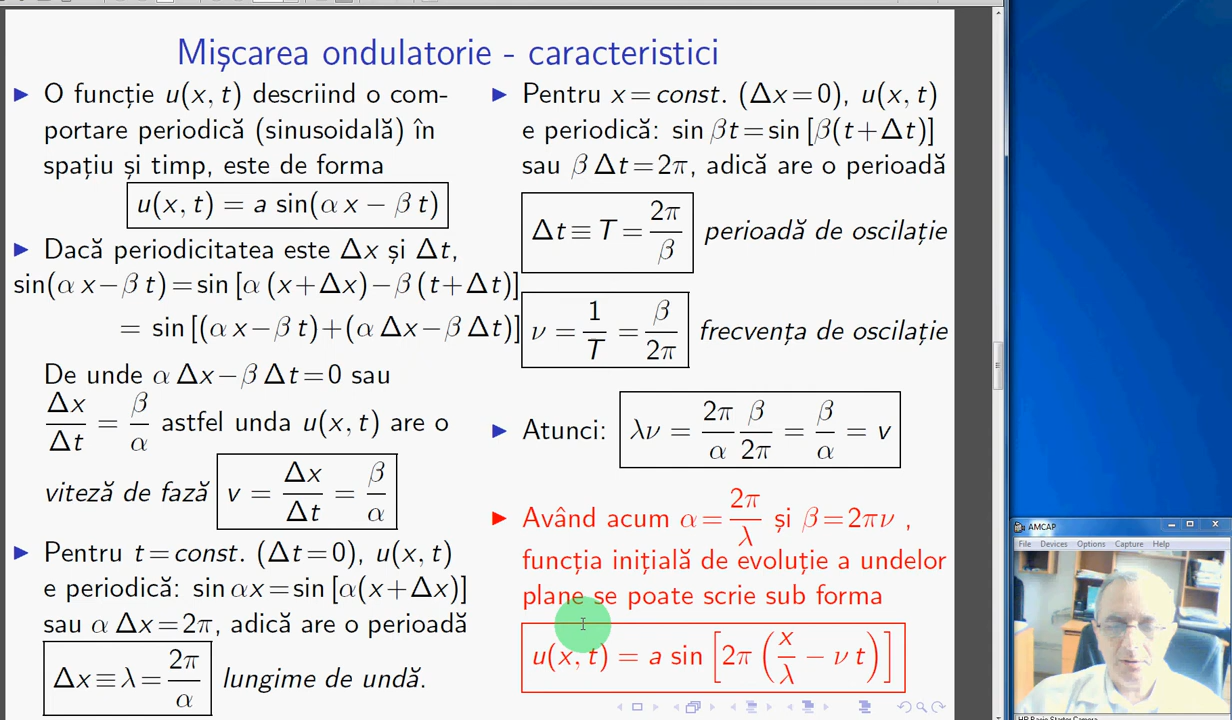 Mișcarea ondulatorie - caracteristici
► O funcție u(x, t) descriind o com-
portare periodică (sinusoidală) în
spațiu și timp, este de forma
u(x, t) = a sin(α x − β t)
► Dacă periodicitatea este Δx și Δt,
sin(α x−β t)=sin [α (x+Δx)−β (t+Δt)]
= sin [(α x−β t)+(α Δx−β Δt)]
De unde α Δx−β Δt=0 sau
Δx/Δt = β/α astfel unda u(x, t) are o
viteză de fază v = Δx/Δt = β/α
► Pentru t=const. (Δt=0), u(x, t)
e periodică: sin αx=sin [α(x+Δx)]
sau α Δx=2π, adică are o perioadă
Δx≡λ=2π/α lungime de undă.
► Pentru x=const. (Δx=0), u(x, t)
e periodică: sin βt=sin [β(t+Δt)]
sau β Δt=2π, adică are o perioadă
Δt≡T=2π/β perioadă de oscilație
ν = 1/T = β/2π frecvența de oscilație
► Atunci: λν = 2π/α β/2π = β/α = v
► Având acum α=2π/λ și β=2πν ,
funcția inițială de evoluție a undelor
plane se poate scrie sub forma
u(x, t) = a sin [2π (x/λ − ν t)]
AMCAP
File Devices Options Capture Help